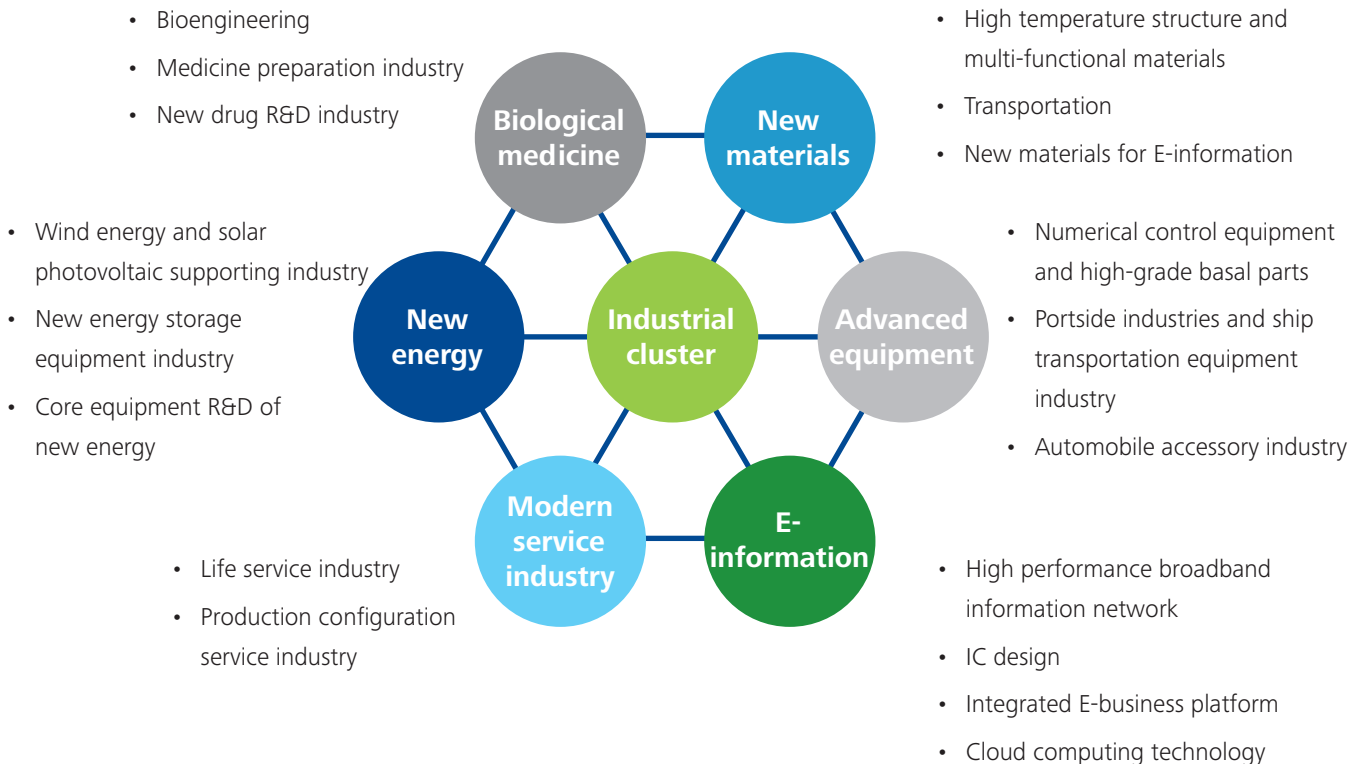 • Bioengineering
• Medicine preparation industry
• New drug R&D industry
Biological
medicine
New
materials
• High temperature structure and
multi-functional materials
• Transportation
• New materials for E-information
• Wind energy and solar
photovoltaic supporting industry
• New energy storage
equipment industry
• Core equipment R&D of
new energy
New
energy
Industrial
cluster
Advanced
equipment
• Numerical control equipment
and high-grade basal parts
• Portside industries and ship
transportation equipment
industry
• Automobile accessory industry
Modern
service
industry
E-
information
• Life service industry
• Production configuration
service industry
• High performance broadband
information network
• IC design
• Integrated E-business platform
• Cloud computing technology